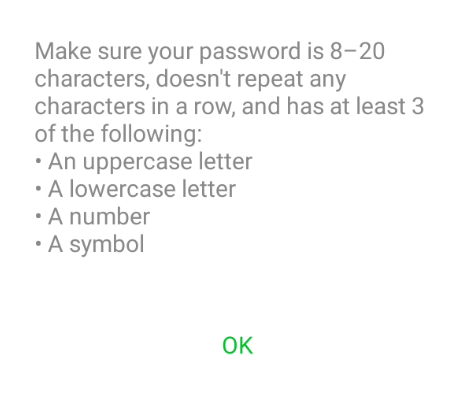 Make sure your password is 8–20
characters, doesn't repeat any
characters in a row, and has at least 3
of the following:
• An uppercase letter
• A lowercase letter
• A number
• A symbol
OK